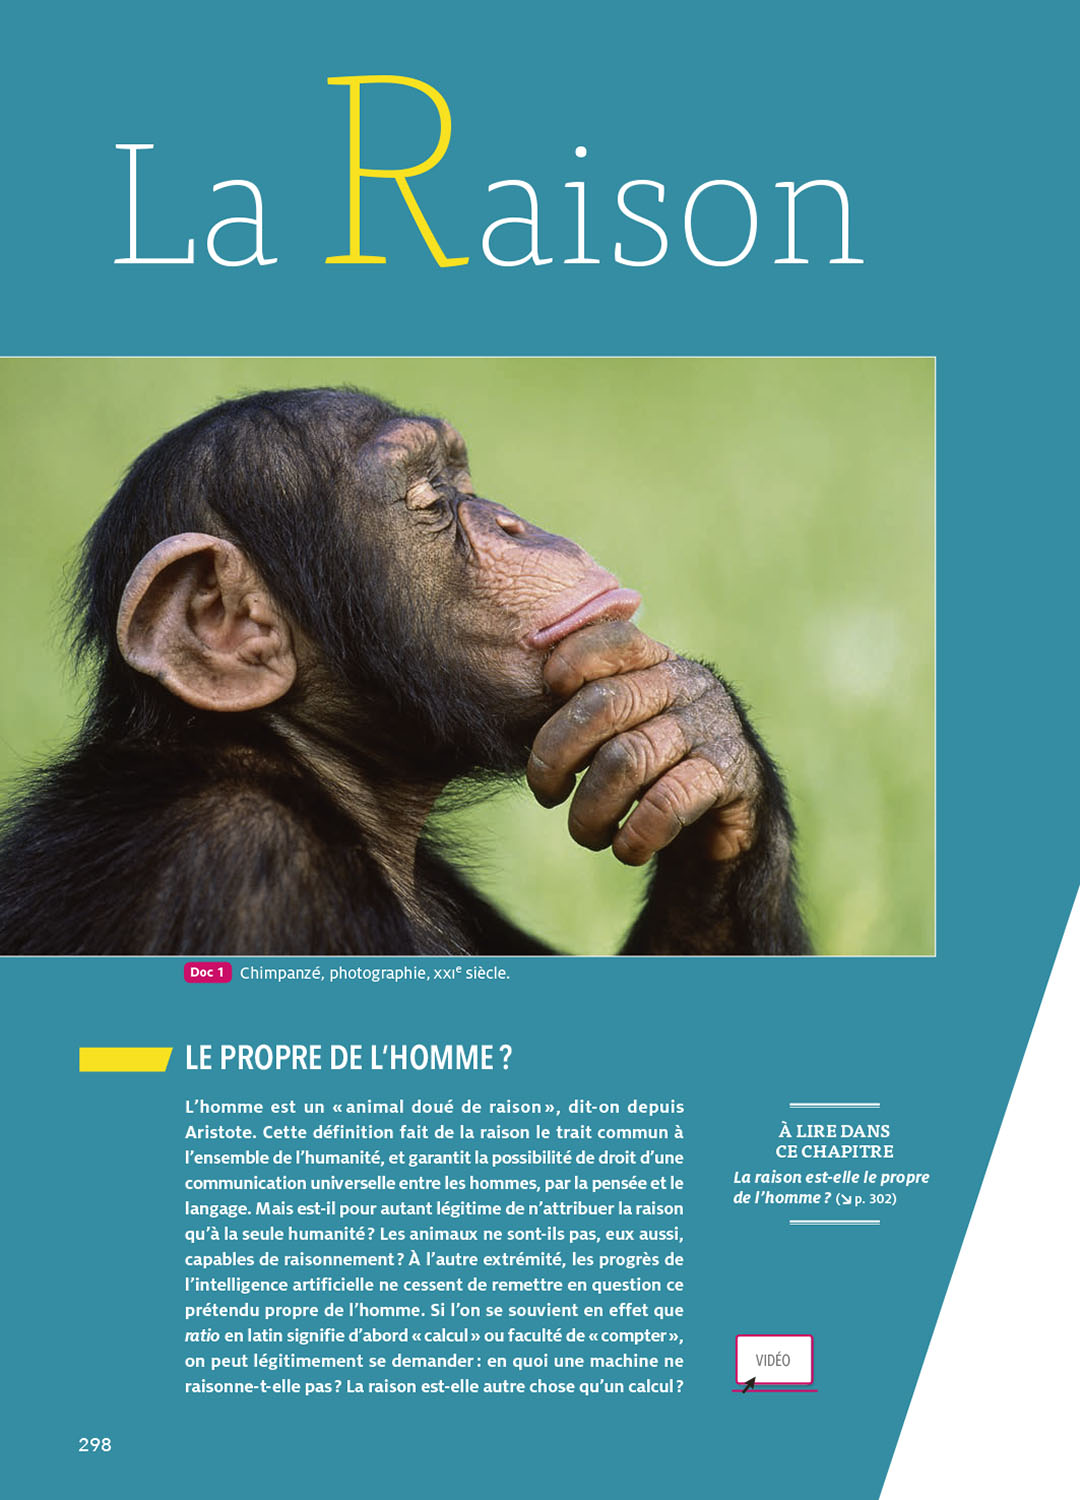 La Raison
Doc 1 Chimpanzé, photographie, XXIe siècle.
LE PROPRE DE L'HOMME ?
L'homme est un « animal doué de raison », dit-on depuis
Aristote. Cette définition fait de la raison le trait commun à
l'ensemble de l'humanité, et garantit la possibilité de droit d'une
communication universelle entre les hommes, par la pensée et le
langage. Mais est-il pour autant légitime de n'attribuer la raison
qu'à la seule humanité ? Les animaux ne sont-ils pas, eux aussi,
capables de raisonnement ? À l'autre extrémité, les progrès de
l'intelligence artificielle ne cessent de remettre en question ce
prétendu propre de l'homme. Si l'on se souvient en effet que
ratio en latin signifie d'abord « calcul » ou faculté de « compter »,
on peut légitimement se demander : en quoi une machine ne
raisonne-t-elle pas ? La raison est-elle autre chose qu'un calcul ?
À LIRE DANS
CE CHAPITRE
La raison est-elle le propre
de l'homme ? (↘ p. 302)
VIDÉO
298